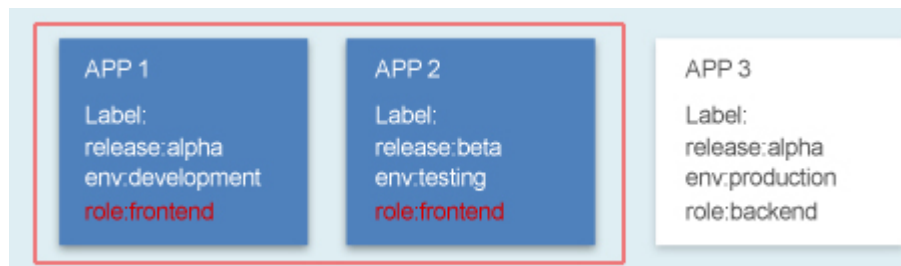 APP 1
Label:
release:alpha
env:development
role:frontend
APP 2
Label:
release:beta
env:testing
role:frontend
APP 3
Label:
release:alpha
env:production
role:backend